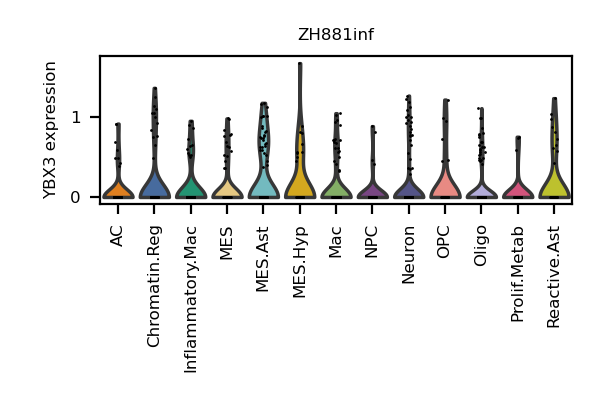 ZH881inf
YBX3 expression
1
0
AC
Chromatin.Reg
Inflammatory.Mac
MES
MES.Ast
MES.Hyp
Mac
NPC
Neuron
OPC
Oligo
Prolif.Metab
Reactive.Ast